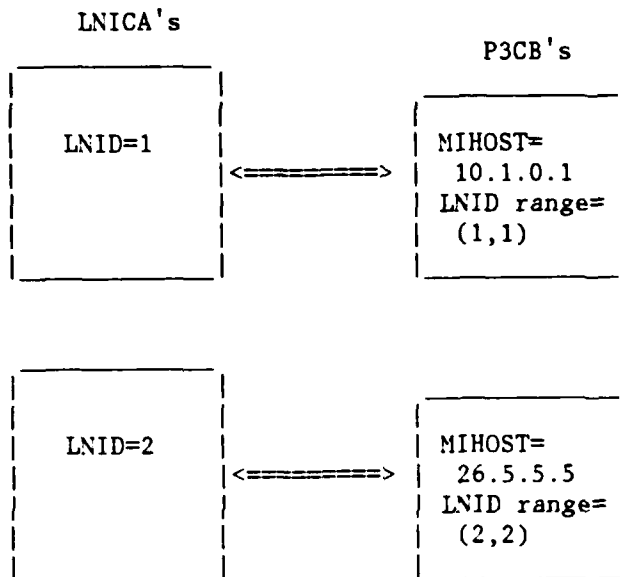 LNICA's
P3CB's
LNID=1
<=====>
MIHOST=
10.1.0.1
LNID range=
(1,1)
LNID=2
<=====>
MIHOST=
26.5.5.5
LNID range=
(2,2)